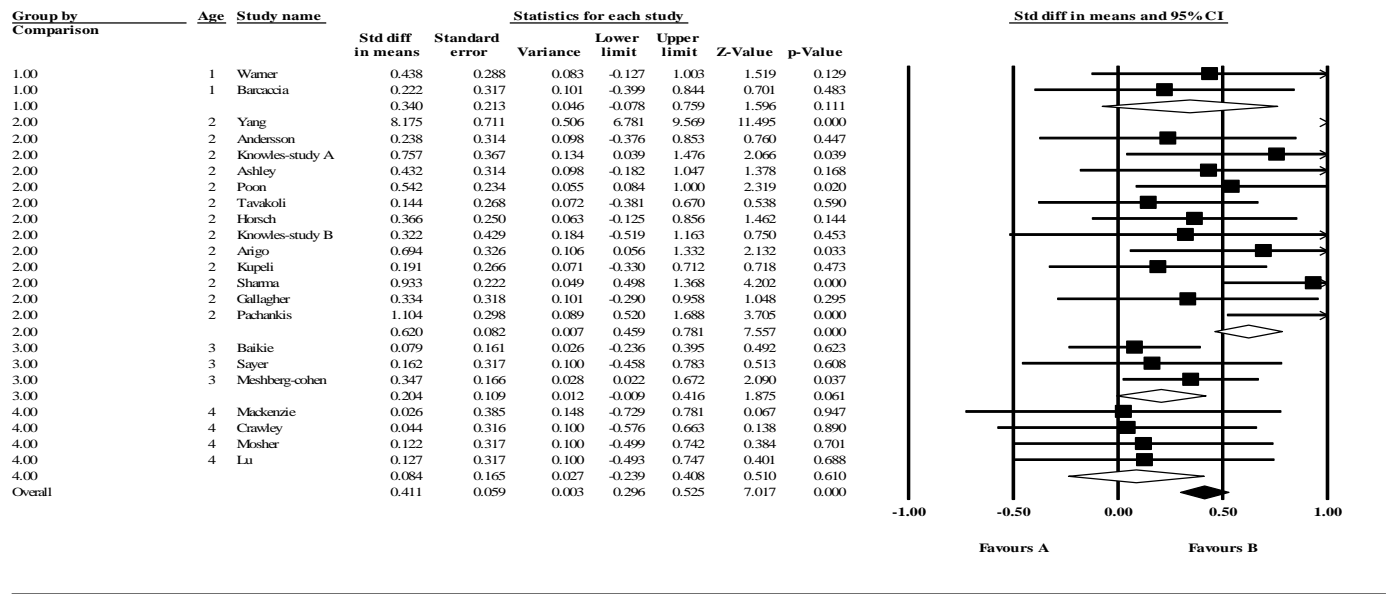 Group by Age Study name Statistics for each study Std diff in means and 95% CI
Comparison
Std diff Standard Lower Upper
in means error Variance limit limit Z-Value p-Value
1.00 1 Warner 0.438 0.288 0.083 -0.127 1.003 1.519 0.129
1.00 1 Barcaccia 0.222 0.317 0.101 -0.399 0.844 0.701 0.483
1.00 0.340 0.213 0.046 -0.078 0.759 1.596 0.111
2.00 2 Yang 8.175 0.711 0.506 6.781 9.569 11.495 0.000
2.00 2 Andersson 0.238 0.314 0.098 -0.376 0.853 0.760 0.447
2.00 2 Knowles-study A 0.757 0.367 0.134 0.039 1.476 2.066 0.039
2.00 2 Ashley 0.432 0.314 0.098 -0.182 1.047 1.378 0.168
2.00 2 Poon 0.542 0.234 0.055 0.084 1.000 2.319 0.020
2.00 2 Tavakoli 0.144 0.268 0.072 -0.381 0.670 0.538 0.590
2.00 2 Horsch 0.366 0.250 0.063 -0.125 0.856 1.462 0.144
2.00 2 Knowles-study B 0.322 0.429 0.184 -0.519 1.163 0.750 0.453
2.00 2 Arigo 0.694 0.326 0.106 0.056 1.332 2.132 0.033
2.00 2 Kupeli 0.191 0.266 0.071 -0.330 0.712 0.718 0.473
2.00 2 Sharma 0.933 0.222 0.049 0.498 1.368 4.202 0.000
2.00 2 Gallagher 0.334 0.318 0.101 -0.290 0.958 1.048 0.295
2.00 2 Pachankis 1.104 0.298 0.089 0.520 1.688 3.705 0.000
2.00 0.620 0.082 0.007 0.459 0.781 7.557 0.000
3.00 3 Baikie 0.079 0.161 0.026 -0.236 0.395 0.492 0.623
3.00 3 Sayer 0.162 0.317 0.100 -0.458 0.783 0.513 0.608
3.00 3 Meshberg-cohen 0.347 0.166 0.028 0.022 0.672 2.090 0.037
3.00 0.204 0.109 0.012 -0.009 0.416 1.875 0.061
4.00 4 Mackenzie 0.026 0.385 0.148 -0.729 0.781 0.067 0.947
4.00 4 Crawley 0.044 0.316 0.100 -0.576 0.663 0.138 0.890
4.00 4 Mosher 0.122 0.317 0.100 -0.499 0.742 0.384 0.701
4.00 4 Lu 0.127 0.317 0.100 -0.493 0.747 0.401 0.688
4.00 0.084 0.165 0.027 -0.239 0.408 0.510 0.610
Overall 0.411 0.059 0.003 0.296 0.525 7.017 0.000
-1.00 -0.50 0.00 0.50 1.00
Favours A Favours B